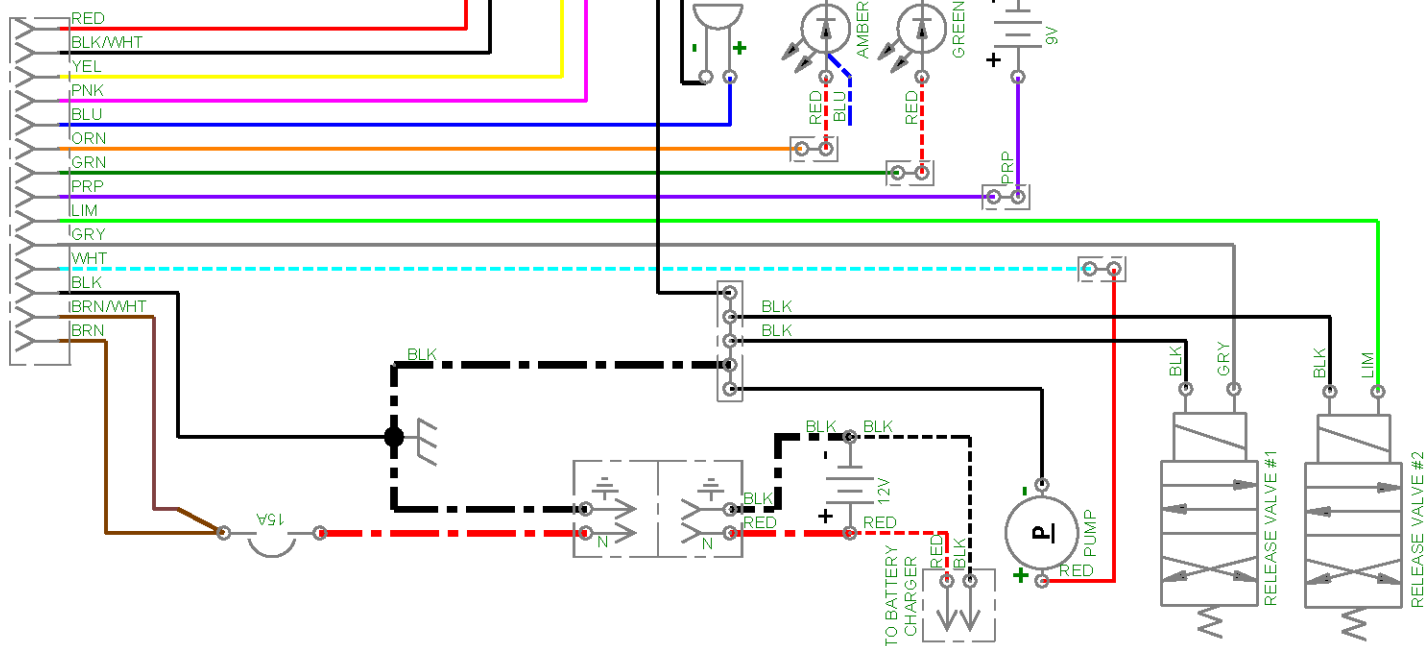 RED
BLK/WHT
YEL
PNK
BLU
ORN
GRN
PRP
LIM
GRY
WHT
BLK
BRN/WHT
BRN
-
+
AMBER
RED
BLU
GREEN
RED
+
9V
PRP
BLK
BLK
BLK
BLK
GRY
BLK
LIM
15A
N
N
BLK
RED
BLK
BLK
-
12V
+
RED
RED
BLK
TO BATTERY
CHARGER
-
P
+
PUMP
RED
RELEASE VALVE #1
RELEASE VALVE #2